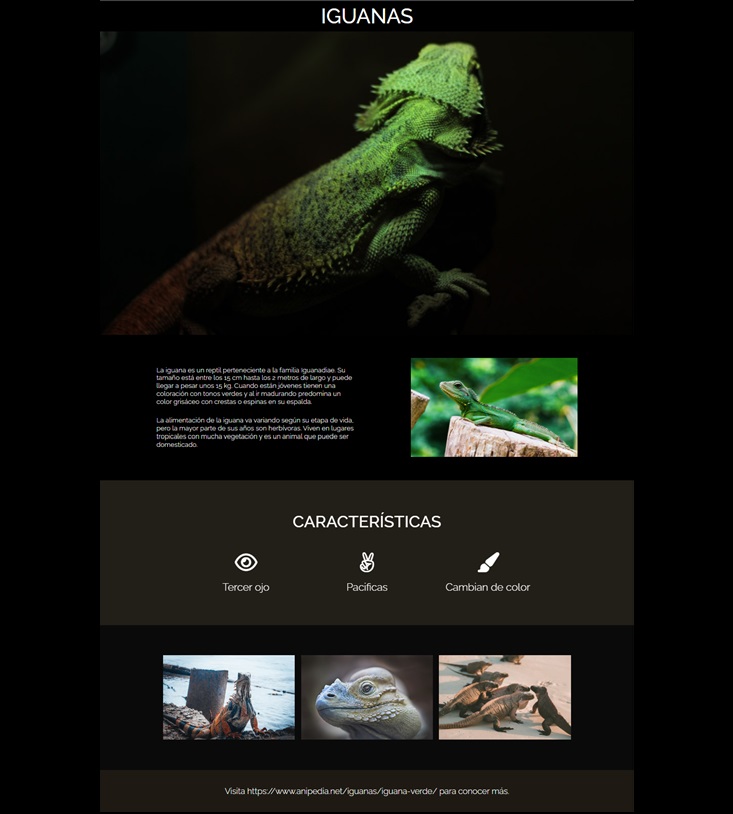 IGUANAS
La iguana es un reptil perteneciente a la familia Iguanadiae. Su
tamaño está entre los 15 cm hasta los 2 metros de largo y puede
llegar a pesar unos 15 kg. Cuando están jóvenes tienen una
coloración con tonos verdes y al ir madurando predomina un
color grisáceo con crestas o espinas en su espalda.
La alimentación de la iguana va variando según su etapa de vida,
pero la mayor parte de sus años son herbívoras. Viven en lugares
tropicales con mucha vegetación y es un animal que puede ser
domesticado.
CARACTERÍSTICAS
Tercer ojo
Pacíficas
Cambian de color
Visita https://www.anipedia.net/iguanas/iguana-verde/ para conocer más.